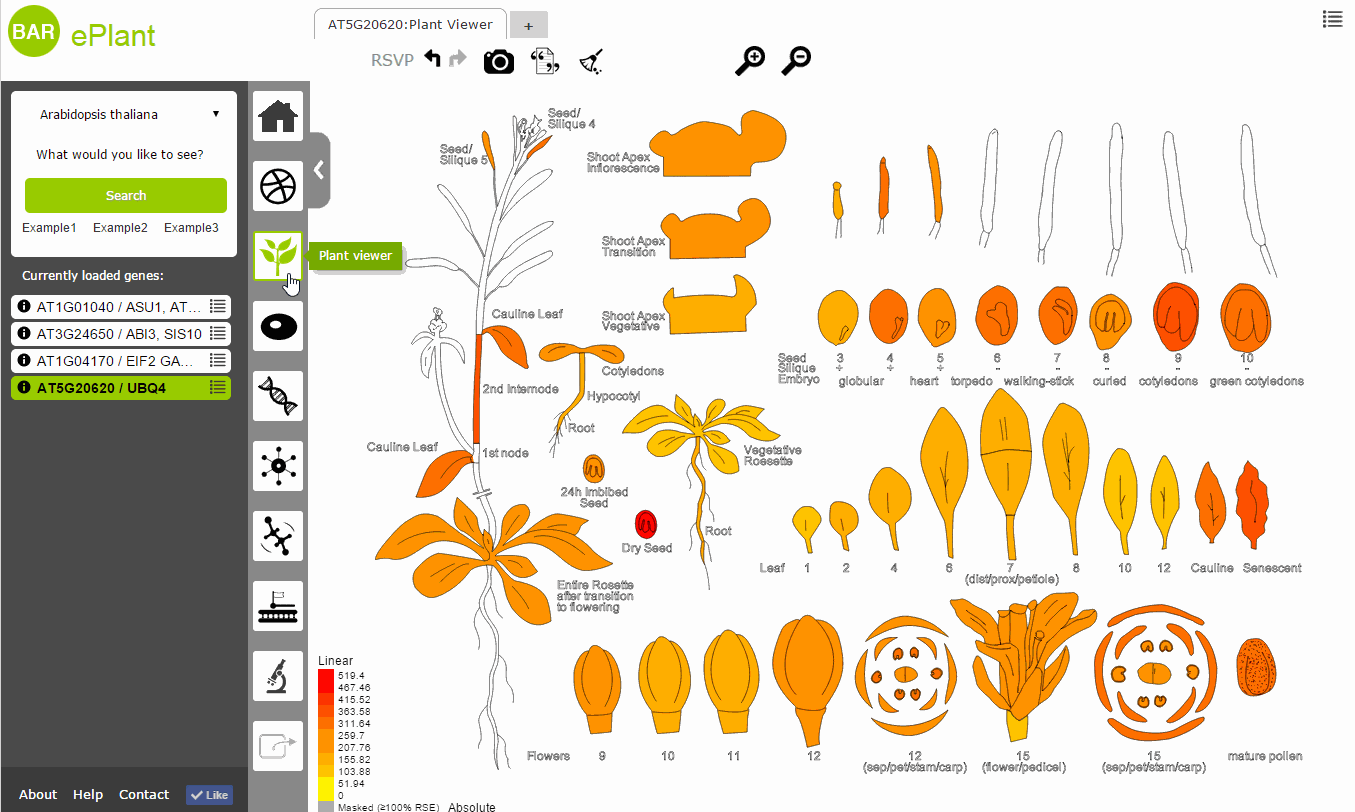 BAR ePlant
AT5G20620:Plant Viewer
+
RSVP
Arabidopsis thaliana
What would you like to see?
Search
Example1 Example2 Example3
Currently loaded genes:
AT1G01040 / ASU1, AT...
AT3G24650 / ABI3, SIS10
AT1G04170 / EIF2 GA...
AT5G20620 / UBQ4
About Help Contact Like
Plant viewer
Seed/
Silique 4
Seed/
Silique 5
Cauline Leaf
2nd Internode
Cauline Leaf
1st node
Entire Rosette
after transition
to flowering
Shoot Apex
Inflorescence
Shoot Apex
Transition
Shoot Apex
Vegetative
Cotyledons
Hypocotyl
Root
24h Imbibed
Seed
Dry Seed
Vegetative
Roesette
Root
Seed
Silique
Embryo
3 4 5 6 7 8 9 10
÷ ÷ ÷ - - - - -
globular heart torpedo walking-stick curled cotyledons green cotyledons
Leaf 1 2 4 6 7 8 10 12 Cauline Senescent
(dist/prox/petiole)
Flowers 9 10 11 12 12 15 15 mature pollen
(sep/pet/stam/carp) (flower/pedicel) (sep/pet/stam/carp)
Linear
519.4
467.46
415.52
363.58
311.64
259.7
207.76
155.82
103.88
51.94
0
Masked (≥100% RSE) Absolute